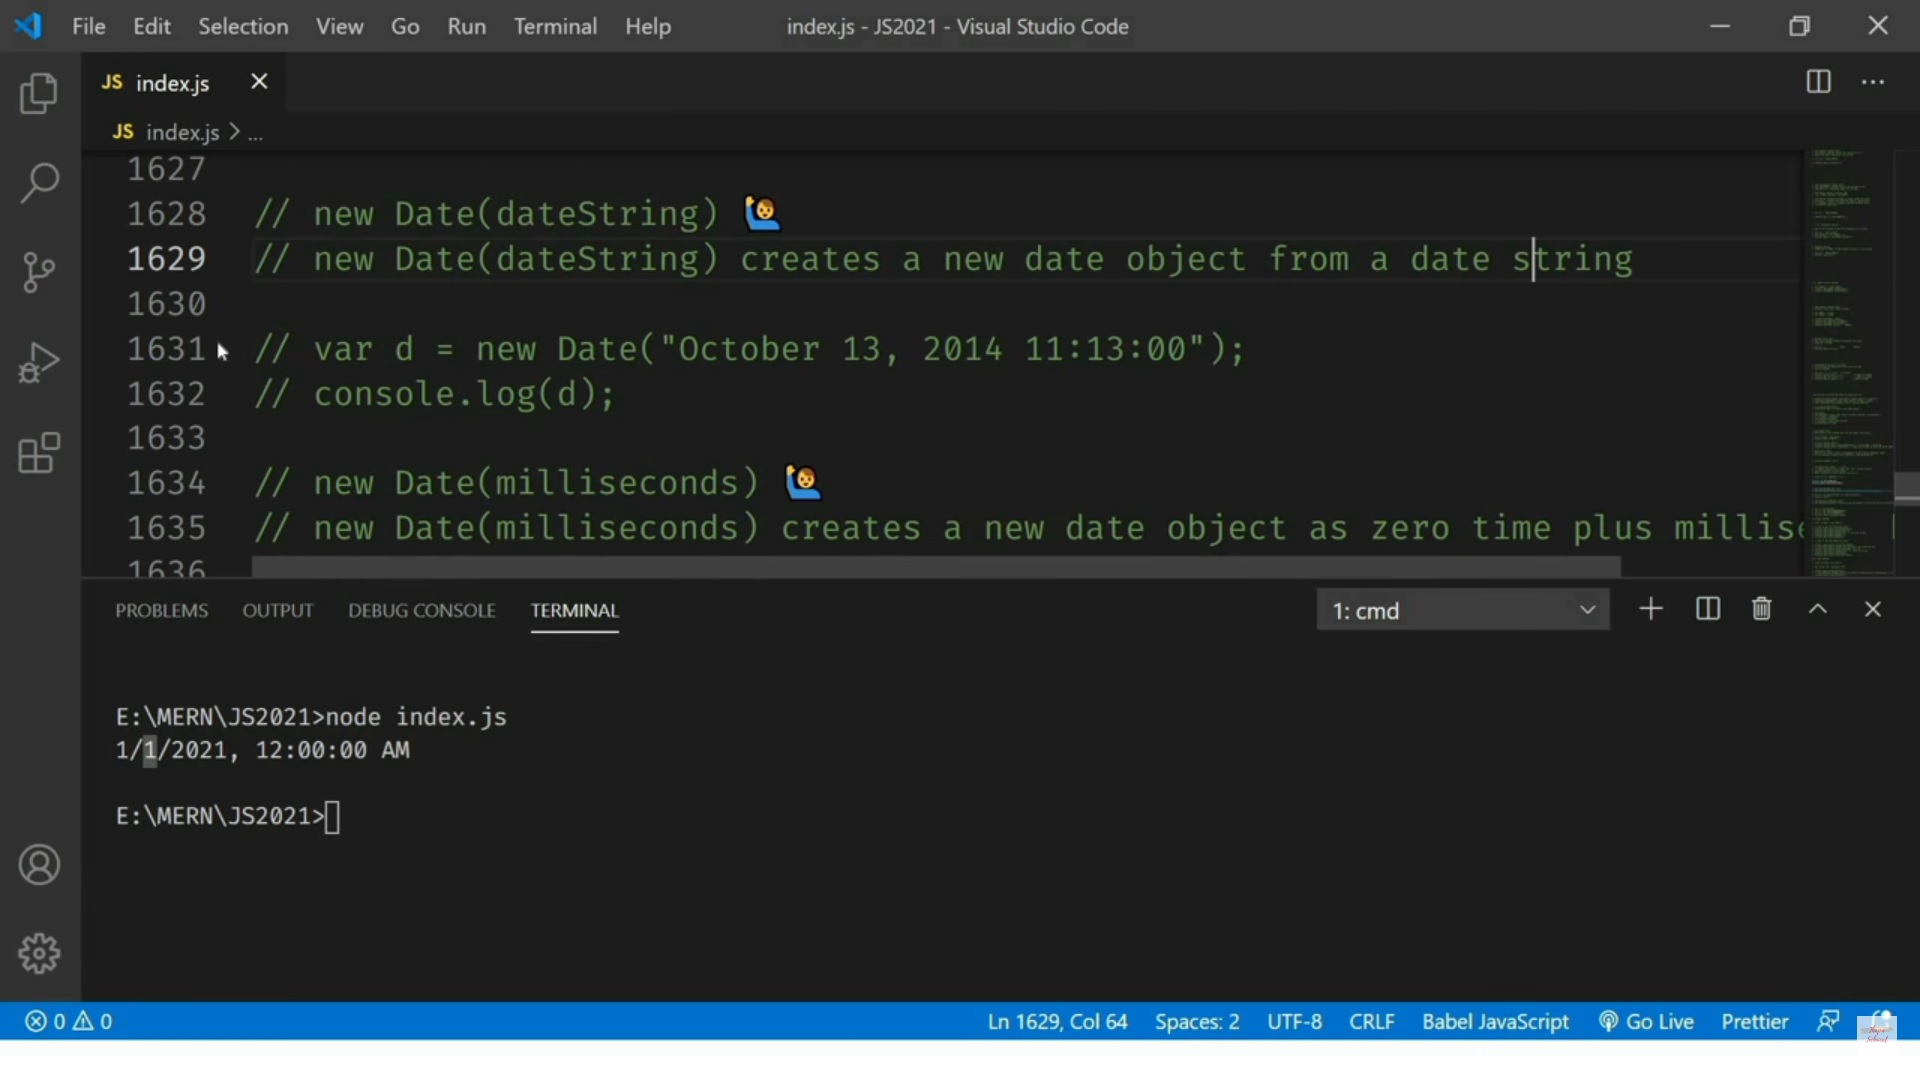 File Edit Selection View Go Run Terminal Help index.js - JS2021 - Visual Studio Code
JS index.js
JS index.js > ...
1627
1628 // new Date(dateString) 🙋
1629 // new Date(dateString) creates a new date object from a date string
1630
1631 // var d = new Date("October 13, 2014 11:13:00");
1632 // console.log(d);
1633
1634 // new Date(milliseconds) 🙋
1635 // new Date(milliseconds) creates a new date object as zero time plus millise
1636
PROBLEMS OUTPUT DEBUG CONSOLE TERMINAL 1: cmd
E:\MERN\JS2021>node index.js
1/1/2021, 12:00:00 AM
E:\MERN\JS2021>
0 0 Ln 1629, Col 64 Spaces: 2 UTF-8 CRLF Babel JavaScript Go Live Prettier